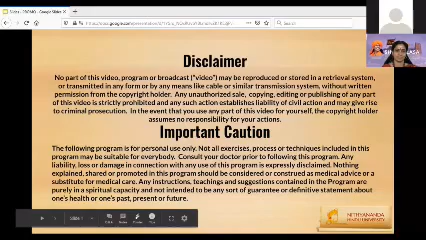 Slides - PROMO - Google Slides
Search
Disclaimer
No part of this video, program or broadcast ("video") may be reproduced or stored in a retrieval system,
or transmitted in any form or by any means like cable or similar transmission system, without written
permission from the copyright holder. Any unauthorized sale, copying, editing or publishing of any part
of this video is strictly prohibited and any such action establishes liability of civil action and may give rise
to criminal prosecution. In the event that you use any part of this video for yourself, the copyright holder
assumes no responsibility for your actions.
Important Caution
The following program is for personal use only. Not all exercises, process or techniques included in this
program may be suitable for everybody. Consult your doctor prior to following this program. Any
liability, loss or damage in connection with any use of this program is expressly disclaimed. Nothing
explained, shared or promoted in this program should be considered or construed as medical advice or a
substitute for medical care. Any instructions, teachings and suggestions contained in the Program are
surely in a spiritual capacity and not intended to be any sort of guarantee or definitive statement about
one's health or one's past, present or future.
NITHYANANDA
HINDU UNIVERSITY